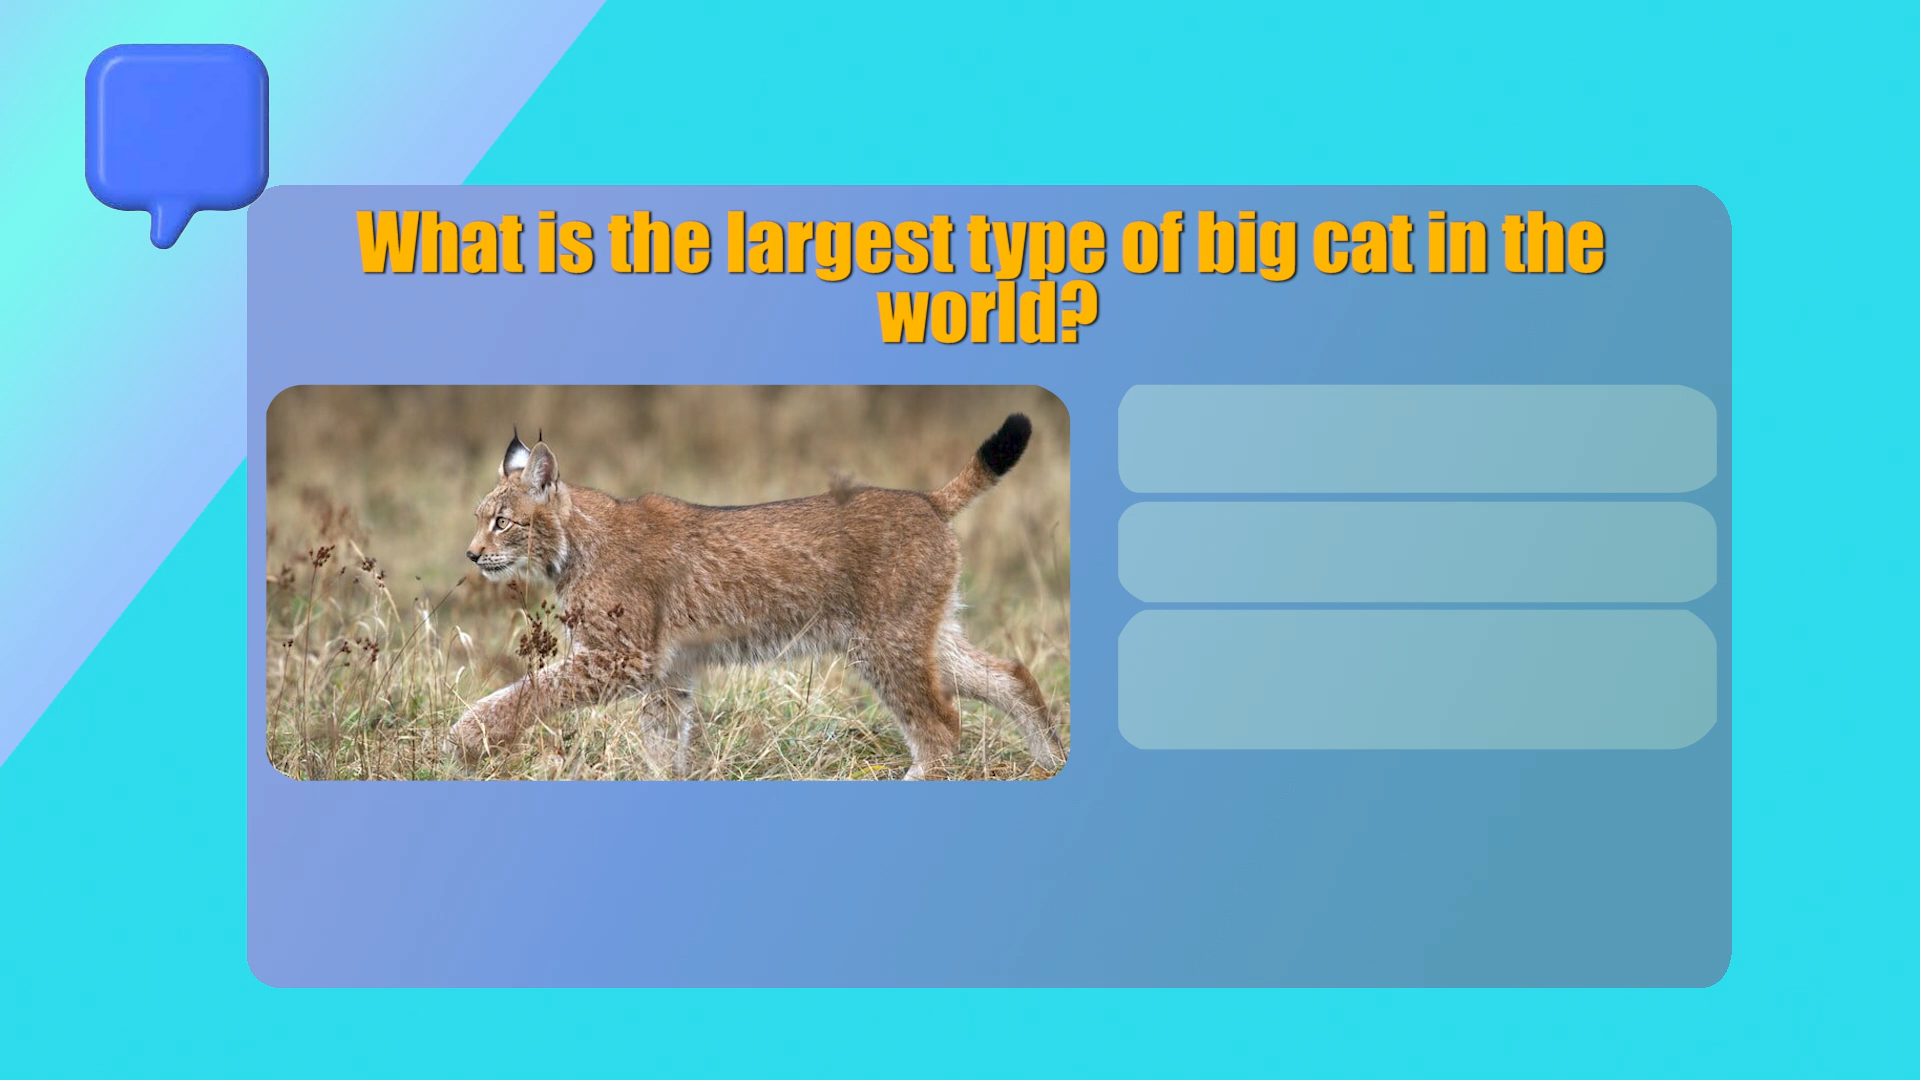 What is the largest type of big cat in the
world?